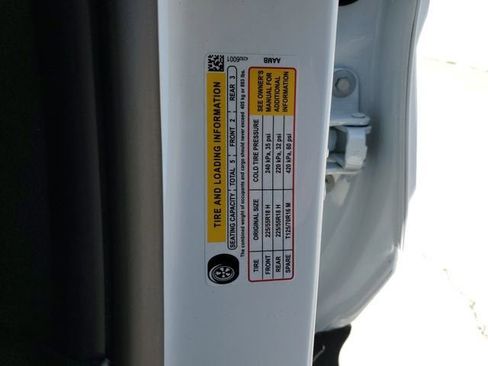 TIRE AND LOADING INFORMATION
SEATING CAPACITY TOTAL 5 FRONT 2 REAR 3
The combined weight of occupants and cargo should never exceed 405 kg or 893 lbs.
TIRE ORIGINAL SIZE COLD TIRE PRESSURE
FRONT 225/55R18 H 240 kPa, 35 psi
REAR 225/55R18 H 220 kPa, 32 psi
SPARE T125/70R16 M 420 kPa, 60 psi
SEE OWNER'S
MANUAL FOR
ADDITIONAL
INFORMATION
AAMB